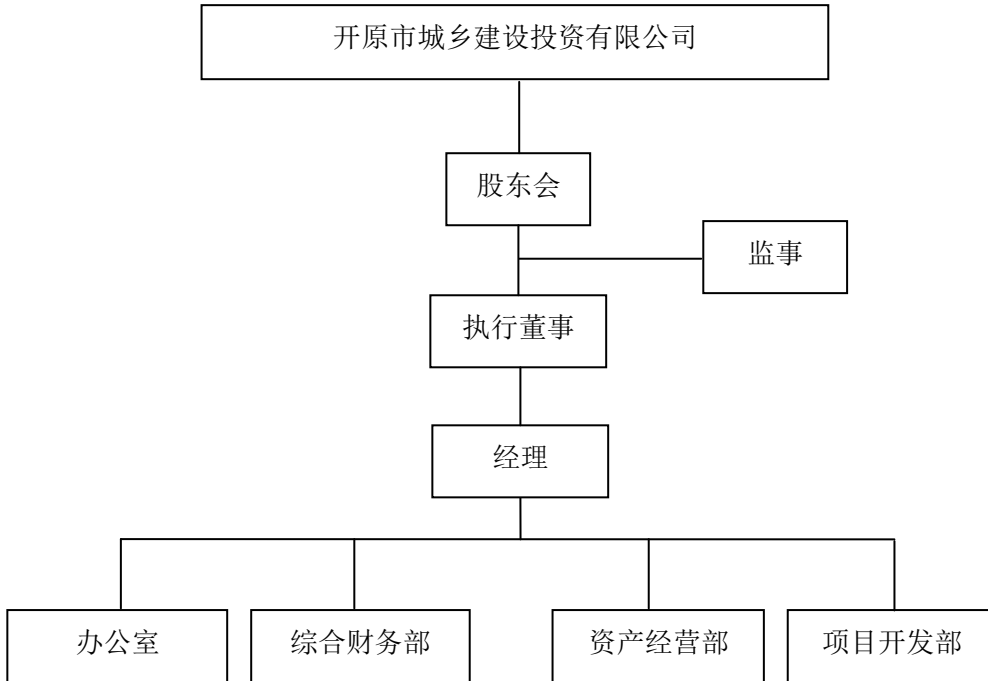 开原市城乡建设投资有限公司
股东会
监事
执行董事
经理
办公室
综合财务部
资产经营部
项目开发部